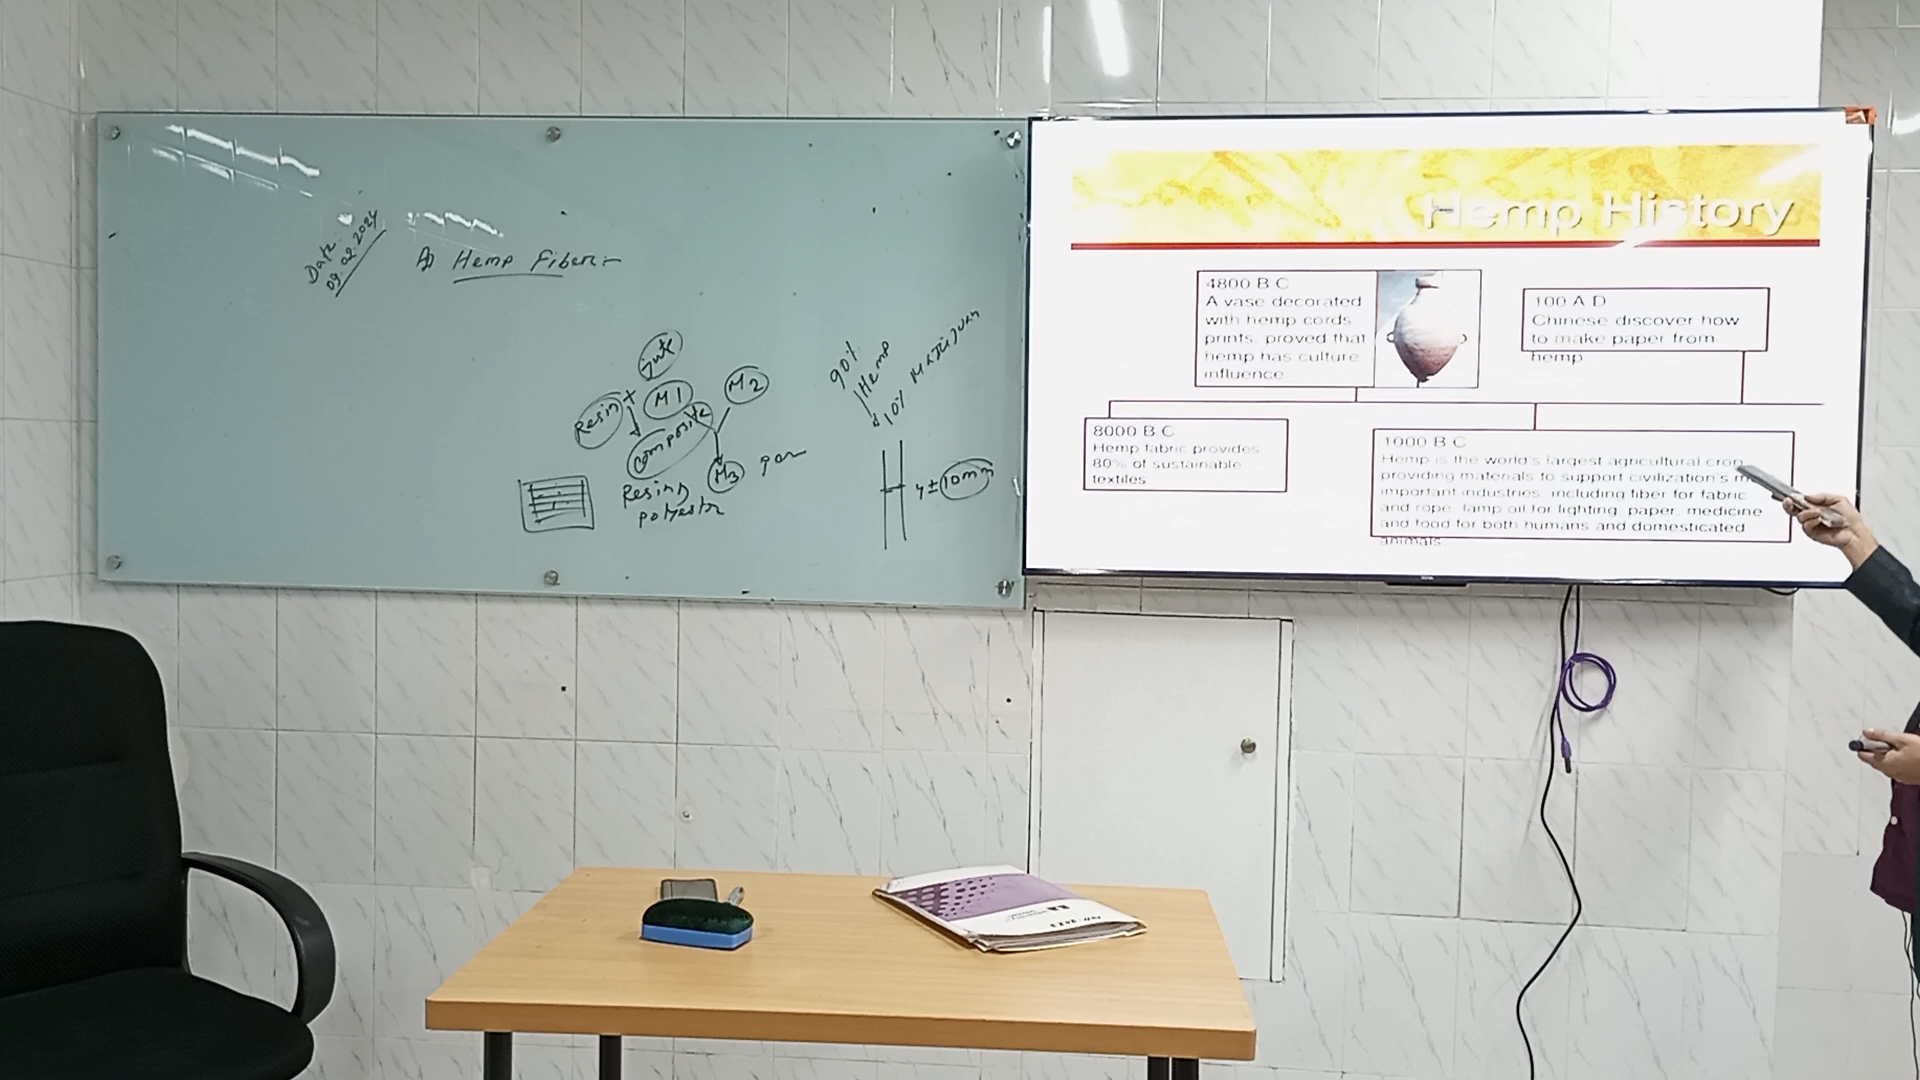 Date:
09.02.2024
A) Hemp Fiber:-
jute
Resin +
M1
M2
composite
M3
Resin,
polyester
90%
Hemp
10%
4±10mm
Hemp History
4800 B C
A vase decorated
with hemp cords
prints, proved that
hemp has culture
influence
100 A D
Chinese discover how
to make paper from
hemp
8000 B C
Hemp fabric provides
80% of sustainable
textiles
1000 B C
Hemp is the world's largest agricultural crop,
providing materials to support civilization's
important industries, including fiber for fabric
and rope, lamp oil for lighting, paper, medicine
and food for both humans and domesticated
animals